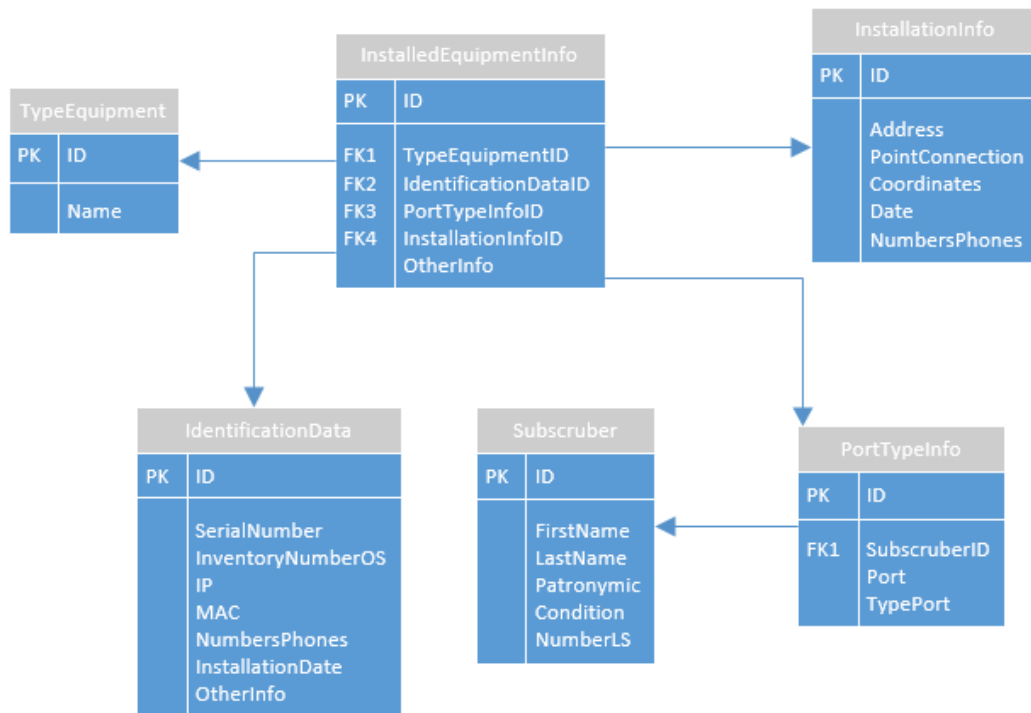 TypeEquipment
PK ID
Name
InstalledEquipmentInfo
PK ID
FK1 TypeEquipmentID
FK2 IdentificationDataID
FK3 PortTypeInfoID
FK4 InstallationInfoID
OtherInfo
InstallationInfo
PK ID
Address
PointConnection
Coordinates
Date
NumbersPhones
IdentificationData
PK ID
SerialNumber
InventoryNumberOS
IP
MAC
NumbersPhones
InstallationDate
OtherInfo
Subscruber
PK ID
FirstName
LastName
Patronymic
Condition
NumberLS
PortTypeInfo
PK ID
FK1 SubscruberID
Port
TypePort